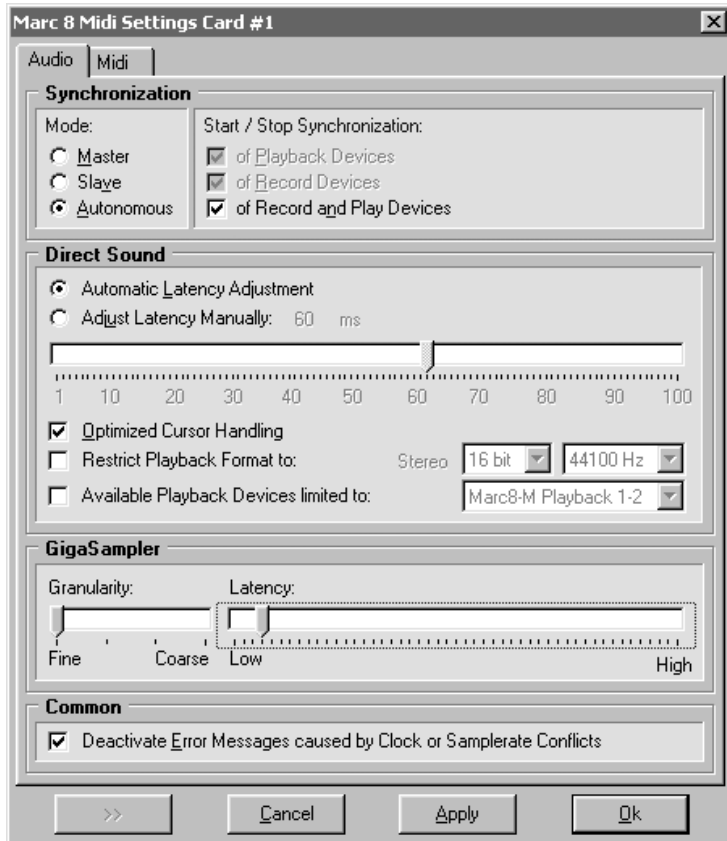 Marc 8 Midi Settings Card #1
Audio
Midi
Synchronization
Mode:
Master
Slave
Autonomous
Start / Stop Synchronization:
of Playback Devices
of Record Devices
of Record and Play Devices
Direct Sound
Automatic Latency Adjustment
Adjust Latency Manually: 60 ms
1 10 20 30 40 50 60 70 80 90 100
Optimized Cursor Handling
Restrict Playback Format to: Stereo 16 bit 44100 Hz
Available Playback Devices limited to: Marc8-M Playback 1-2
GigaSampler
Granularity:
Fine Coarse
Latency:
Low High
Common
Deactivate Error Messages caused by Clock or Samplerate Conflicts
>> Cancel Apply Ok